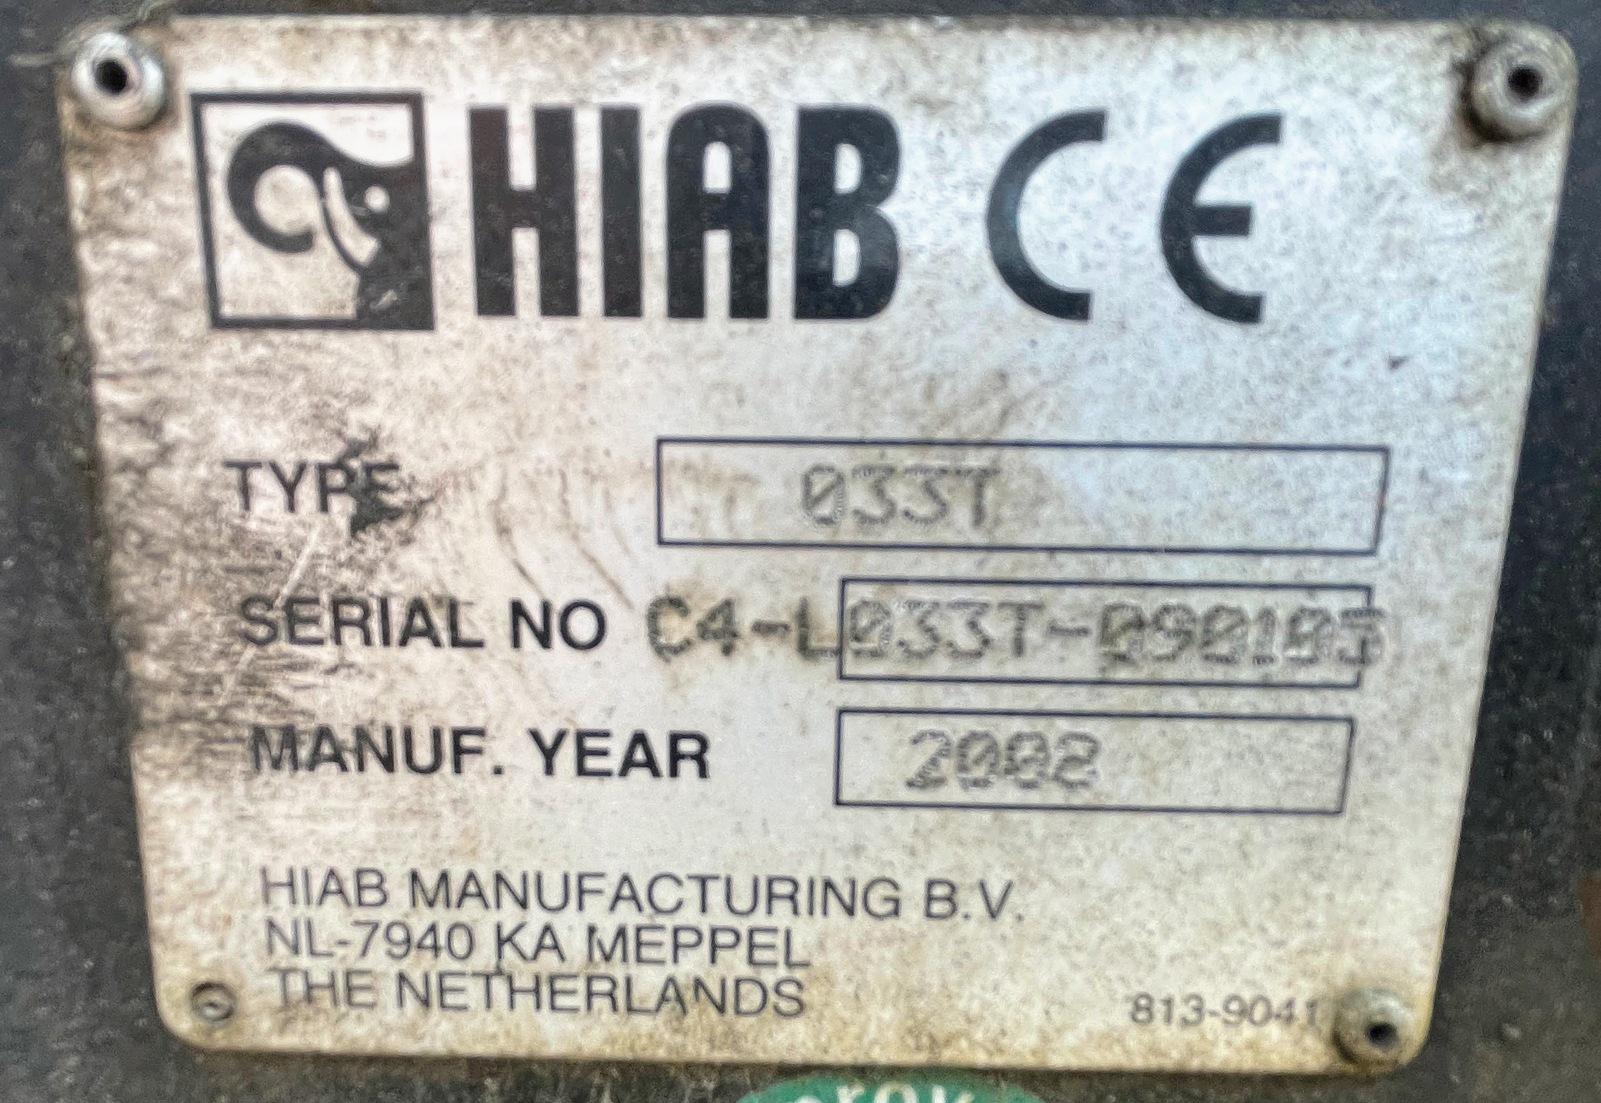 HIAB CE
TYPE 033T
SERIAL NO C4-L033T-090103
MANUF. YEAR 2002
HIAB MANUFACTURING B.V.
NL-7940 KA MEPPEL
THE NETHERLANDS
813-9041